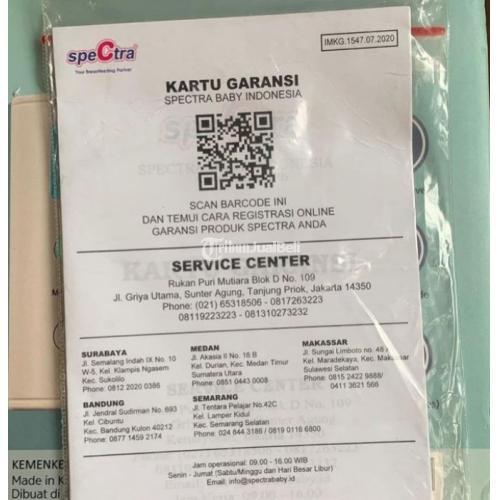 speCtra
Your Breastfeeding Partner
IMKG.1547.07.2020
KARTU GARANSI
SPECTRA BABY INDONESIA
SCAN BARCODE INI
DAN TEMUI CARA REGISTRASI ONLINE
GARANSI PRODUK SPECTRA ANDA
SERVICE CENTER
Rukan Puri Mutiara Blok D No. 109
Jl. Griya Utama, Sunter Agung, Tanjung Priok, Jakarta 14350
Phone: (021) 65318506 - 0817263223
08119223223 - 081310273232
SURABAYA
Jl. Semalang Indah IX No. 10
W-5, Kel. Klampis Ngasem
Kec. Sukolilo
Phone: 0812 2020 0386
MEDAN
Jl. Akasia II No. 16 B
Kel. Durian, Kec. Medan Timur
Sumatera Utara
Phone: 0851 0443 0008
MAKASSAR
Jl. Sungai Limboto no. 48
Kel. Maradekaya, Kec. Makassar
Sulawesi Selatan
Phone: 0815 2422 9888/
0411 3621 566
BANDUNG
Jl. Jendral Sudirman No. 693
Kel. Cibuntu
Kec. Bandung Kulon 40212
Phone: 0877 1459 2174
SEMARANG
Jl. Tentara Pelajar No.42C
Kel. Lamper Kidul
Kec. Semarang Selatan
Phone: 024 844 3186 / 0819 0116 6800
Jam operasional: 09.00 - 16.00 WIB
Senin - Jumat (Sabtu/Minggu dan Hari Besar Libur)
Email: info@spectrababy.id
KEMENKE
Made in K
Dibuat di